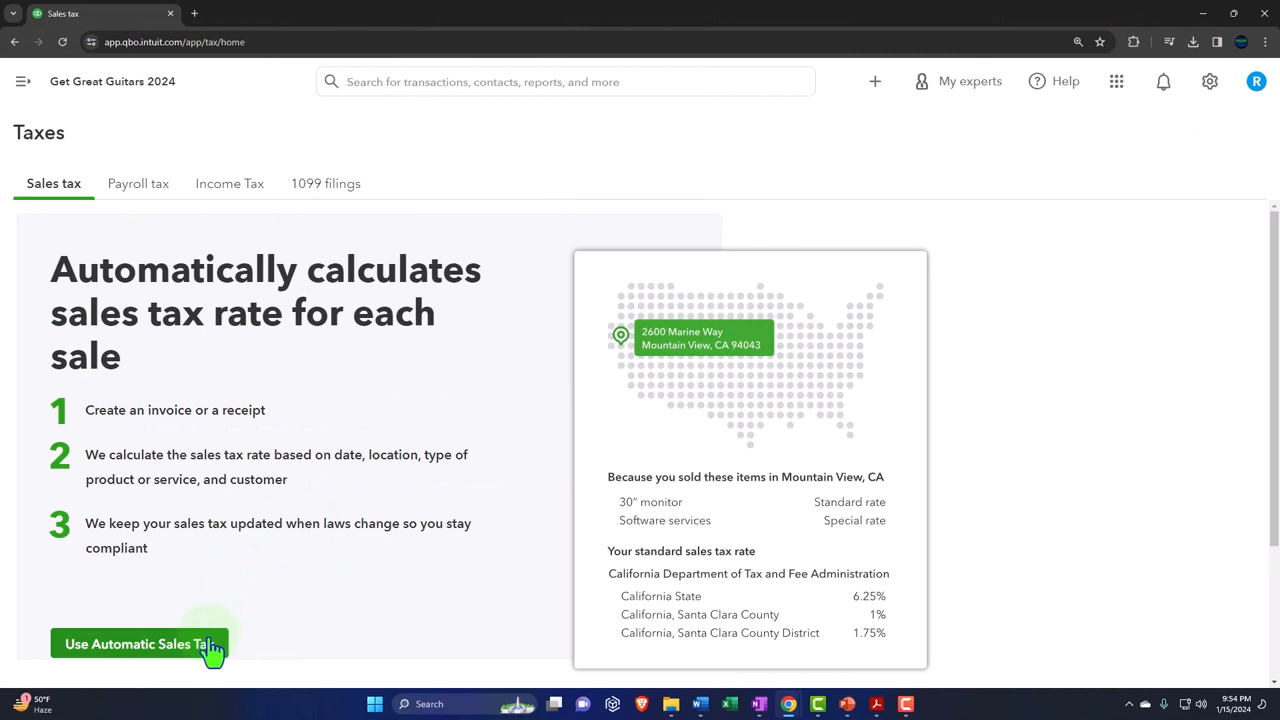 Sales tax
app.qbo.intuit.com/app/tax/home
Get Great Guitars 2024
Search for transactions, contacts, reports, and more
My experts
Help
R
Taxes
Sales tax
Payroll tax
Income Tax
1099 filings
Automatically calculates
sales tax rate for each
sale
1 Create an invoice or a receipt
2 We calculate the sales tax rate based on date, location, type of
product or service, and customer
3 We keep your sales tax updated when laws change so you stay
compliant
Use Automatic Sales
2600 Marine Way
Mountain View, CA 94043
Because you sold these items in Mountain View, CA
30” monitor Standard rate
Software services Special rate
Your standard sales tax rate
California Department of Tax and Fee Administration
California State 6.25%
California, Santa Clara County 1%
California, Santa Clara County District 1.75%
1
50°F
Haze
Search
9:54 PM
1/15/2024